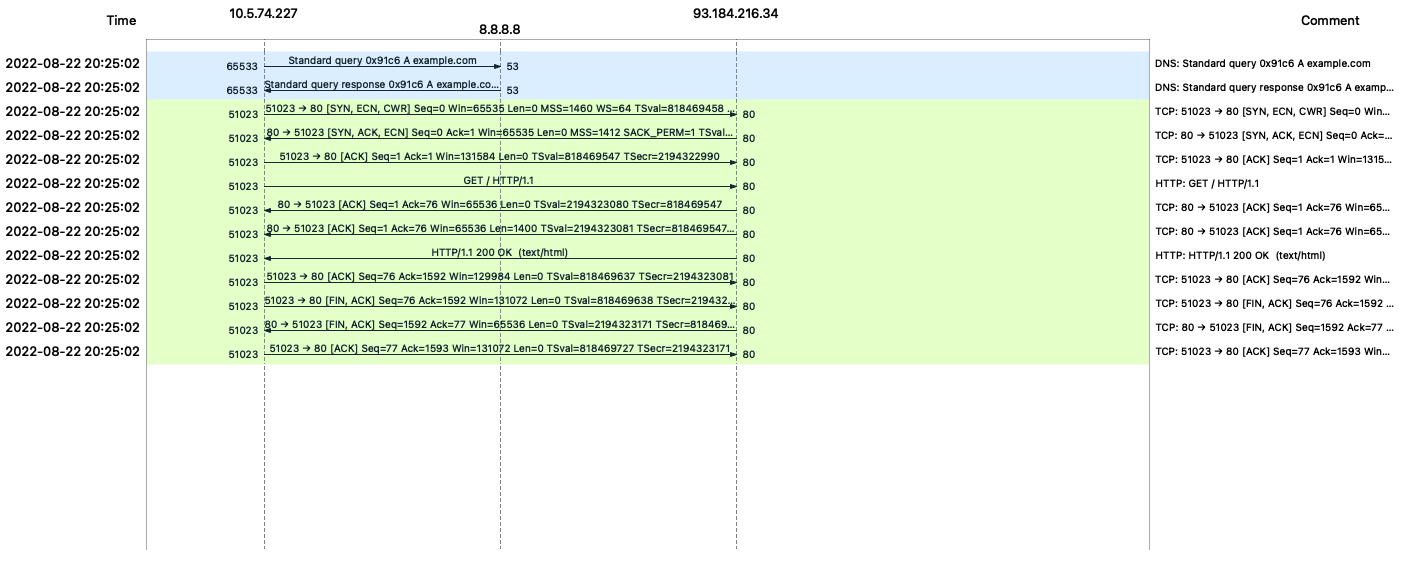 Time 10.5.74.227 93.184.216.34 Comment
8.8.8.8
2022-08-22 20:25:02 65533 Standard query 0x91c6 A example.com 53 DNS: Standard query 0x91c6 A example.com
2022-08-22 20:25:02 65533 Standard query response 0x91c6 A example.co... 53 DNS: Standard query response 0x91c6 A examp...
2022-08-22 20:25:02 51023 51023 → 80 [SYN, ECN, CWR] Seq=0 Win=65535 Len=0 MSS=1460 WS=64 TSval=818469458 ... 80 TCP: 51023 → 80 [SYN, ECN, CWR] Seq=0 Win...
2022-08-22 20:25:02 51023 80 → 51023 [SYN, ACK, ECN] Seq=0 Ack=1 Win=65535 Len=0 MSS=1412 SACK_PERM=1 TSval... 80 TCP: 80 → 51023 [SYN, ACK, ECN] Seq=0 Ack=...
2022-08-22 20:25:02 51023 51023 → 80 [ACK] Seq=1 Ack=1 Win=131584 Len=0 TSval=818469547 TSecr=2194322990 80 TCP: 51023 → 80 [ACK] Seq=1 Ack=1 Win=1315...
2022-08-22 20:25:02 51023 GET / HTTP/1.1 80 HTTP: GET / HTTP/1.1
2022-08-22 20:25:02 51023 80 → 51023 [ACK] Seq=1 Ack=76 Win=65536 Len=0 TSval=2194323080 TSecr=818469547 80 TCP: 80 → 51023 [ACK] Seq=1 Ack=76 Win=65...
2022-08-22 20:25:02 51023 80 → 51023 [ACK] Seq=1 Ack=76 Win=65536 Len=1400 TSval=2194323081 TSecr=818469547... 80 TCP: 80 → 51023 [ACK] Seq=1 Ack=76 Win=65...
2022-08-22 20:25:02 51023 HTTP/1.1 200 OK (text/html) 80 HTTP: HTTP/1.1 200 OK (text/html)
2022-08-22 20:25:02 51023 51023 → 80 [ACK] Seq=76 Ack=1592 Win=129984 Len=0 TSval=818469637 TSecr=2194323081 80 TCP: 51023 → 80 [ACK] Seq=76 Ack=1592 Win...
2022-08-22 20:25:02 51023 51023 → 80 [FIN, ACK] Seq=76 Ack=1592 Win=131072 Len=0 TSval=818469638 TSecr=219432... 80 TCP: 51023 → 80 [FIN, ACK] Seq=76 Ack=1592 ...
2022-08-22 20:25:02 51023 80 → 51023 [FIN, ACK] Seq=1592 Ack=77 Win=65536 Len=0 TSval=2194323171 TSecr=818469... 80 TCP: 80 → 51023 [FIN, ACK] Seq=1592 Ack=77 ...
2022-08-22 20:25:02 51023 51023 → 80 [ACK] Seq=77 Ack=1593 Win=131072 Len=0 TSval=818469727 TSecr=2194323171 80 TCP: 51023 → 80 [ACK] Seq=77 Ack=1593 Win...